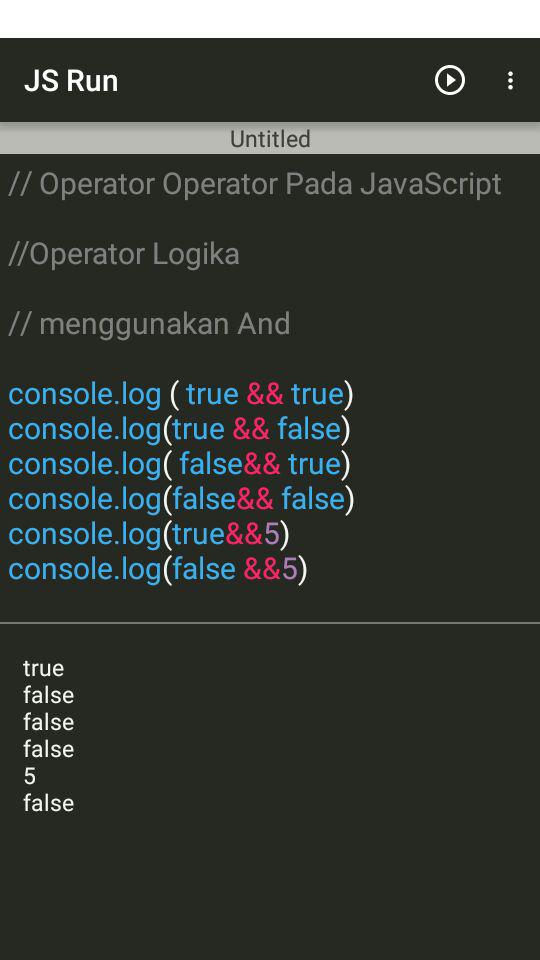 JS Run
Untitled
// Operator Operator Pada JavaScript
//Operator Logika
// menggunakan And
console.log ( true && true)
console.log(true && false)
console.log( false&& true)
console.log(false&& false)
console.log(true&&5)
console.log(false &&5)
true
false
false
false
5
false